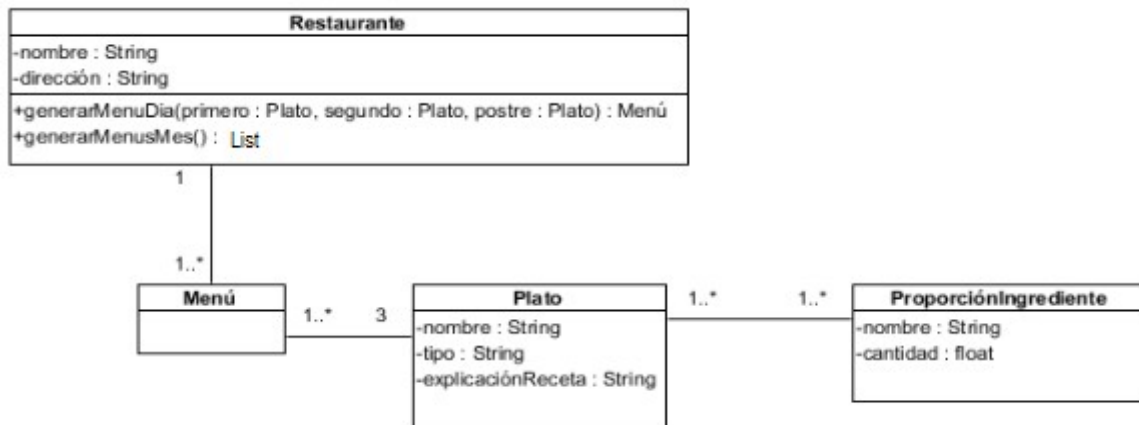 Restaurante
-nombre : String
-dirección : String
+generarMenuDia(primero : Plato, segundo : Plato, postre : Plato) : Menú
+generarMenusMes() : List
1
1..*
Menú
1..* 3
Plato
-nombre : String
-tipo : String
-explicaciónReceta : String
1..* 1..*
ProporciónIngrediente
-nombre : String
-cantidad : float